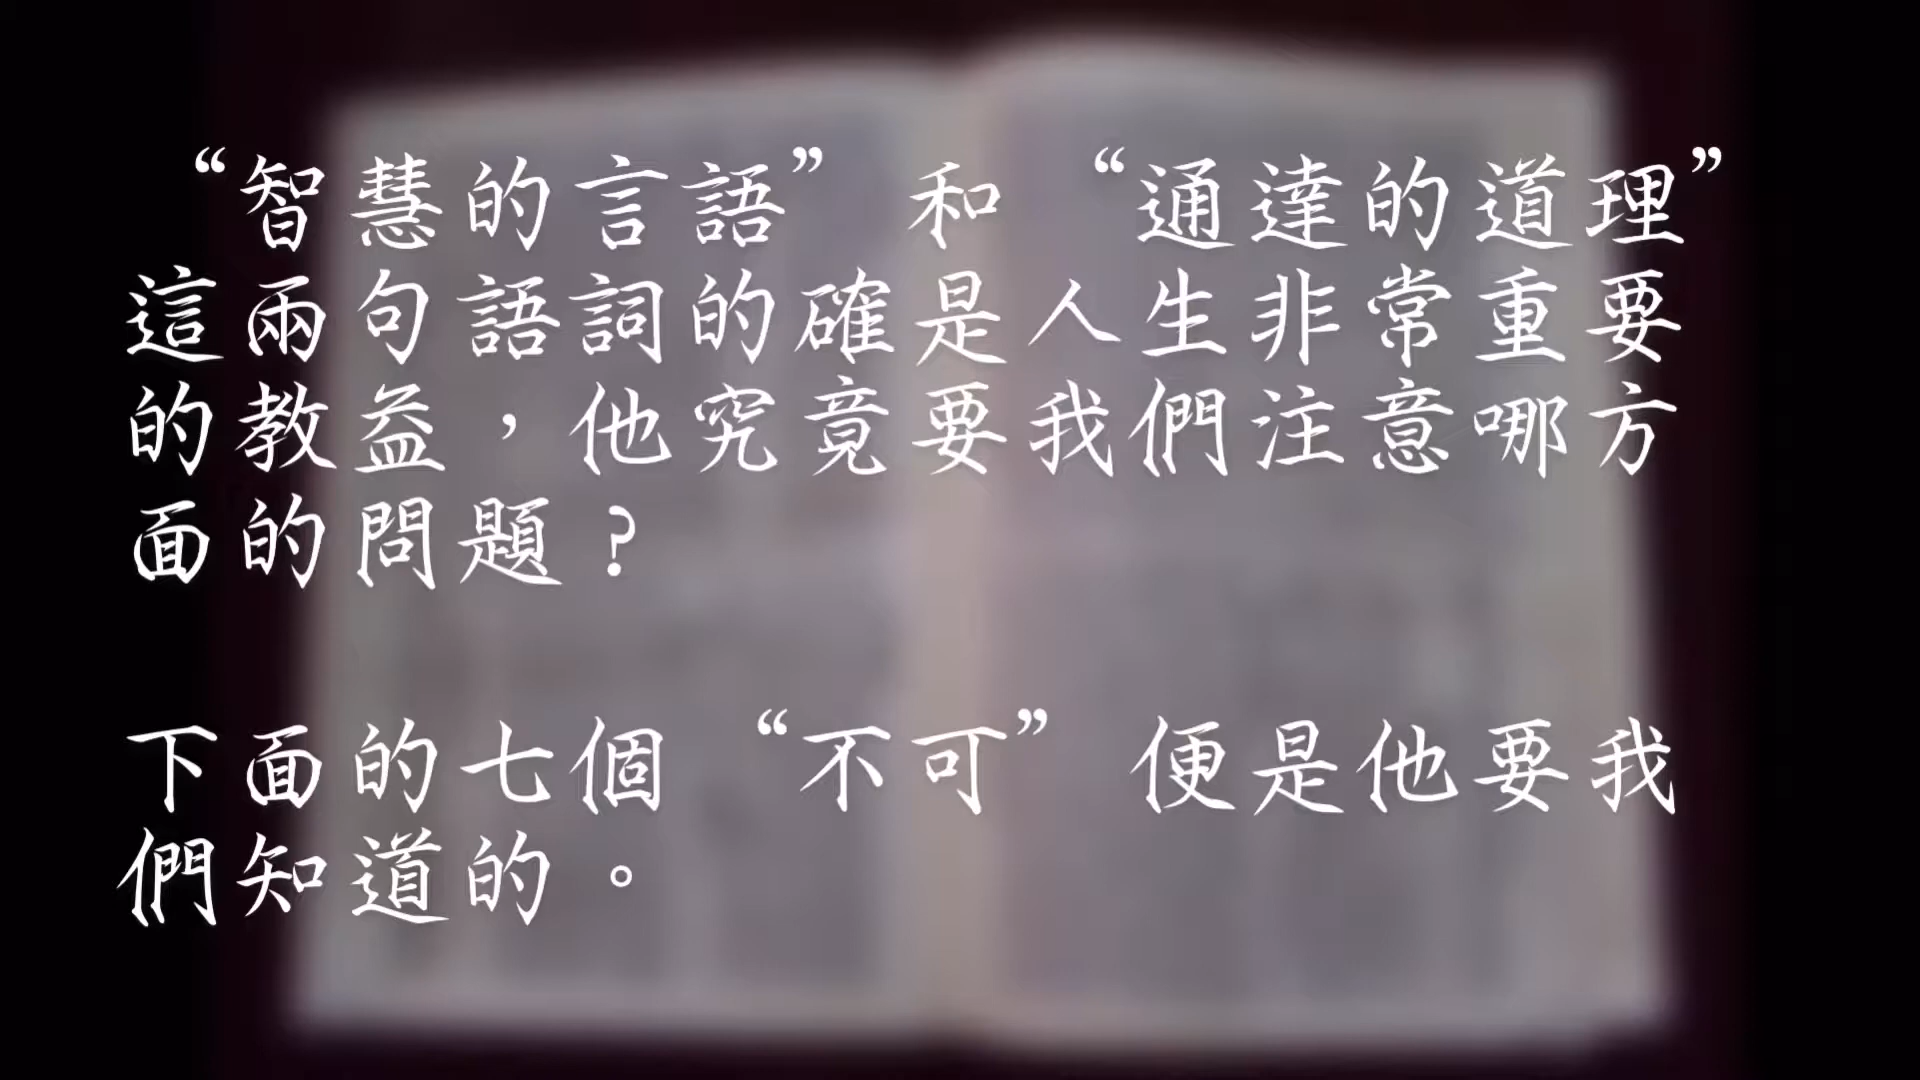 “智慧的言語”和“通達的道理”
這兩句語詞的確是人生非常重要
的教益，他究竟要我們注意哪方
面的問題？
下面的七個“不可”便是他要我
們知道的。